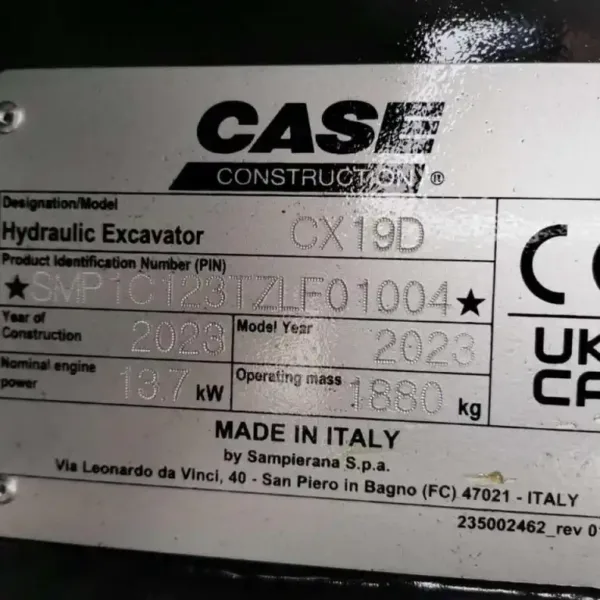 CASE
CONSTRUCTION ®
Designation/Model
Hydraulic Excavator CX19D
Product Identification Number (PIN)
★SMP1C123TZLF01004★
Year of Construction 2023 Model Year 2023
Nominal engine power 13.7 kW Operating mass 1880 kg
MADE IN ITALY
by Sampierana S.p.a.
Via Leonardo da Vinci, 40 - San Piero in Bagno (FC) 47021 - ITALY
235002462_rev 0
CE
UK
CA